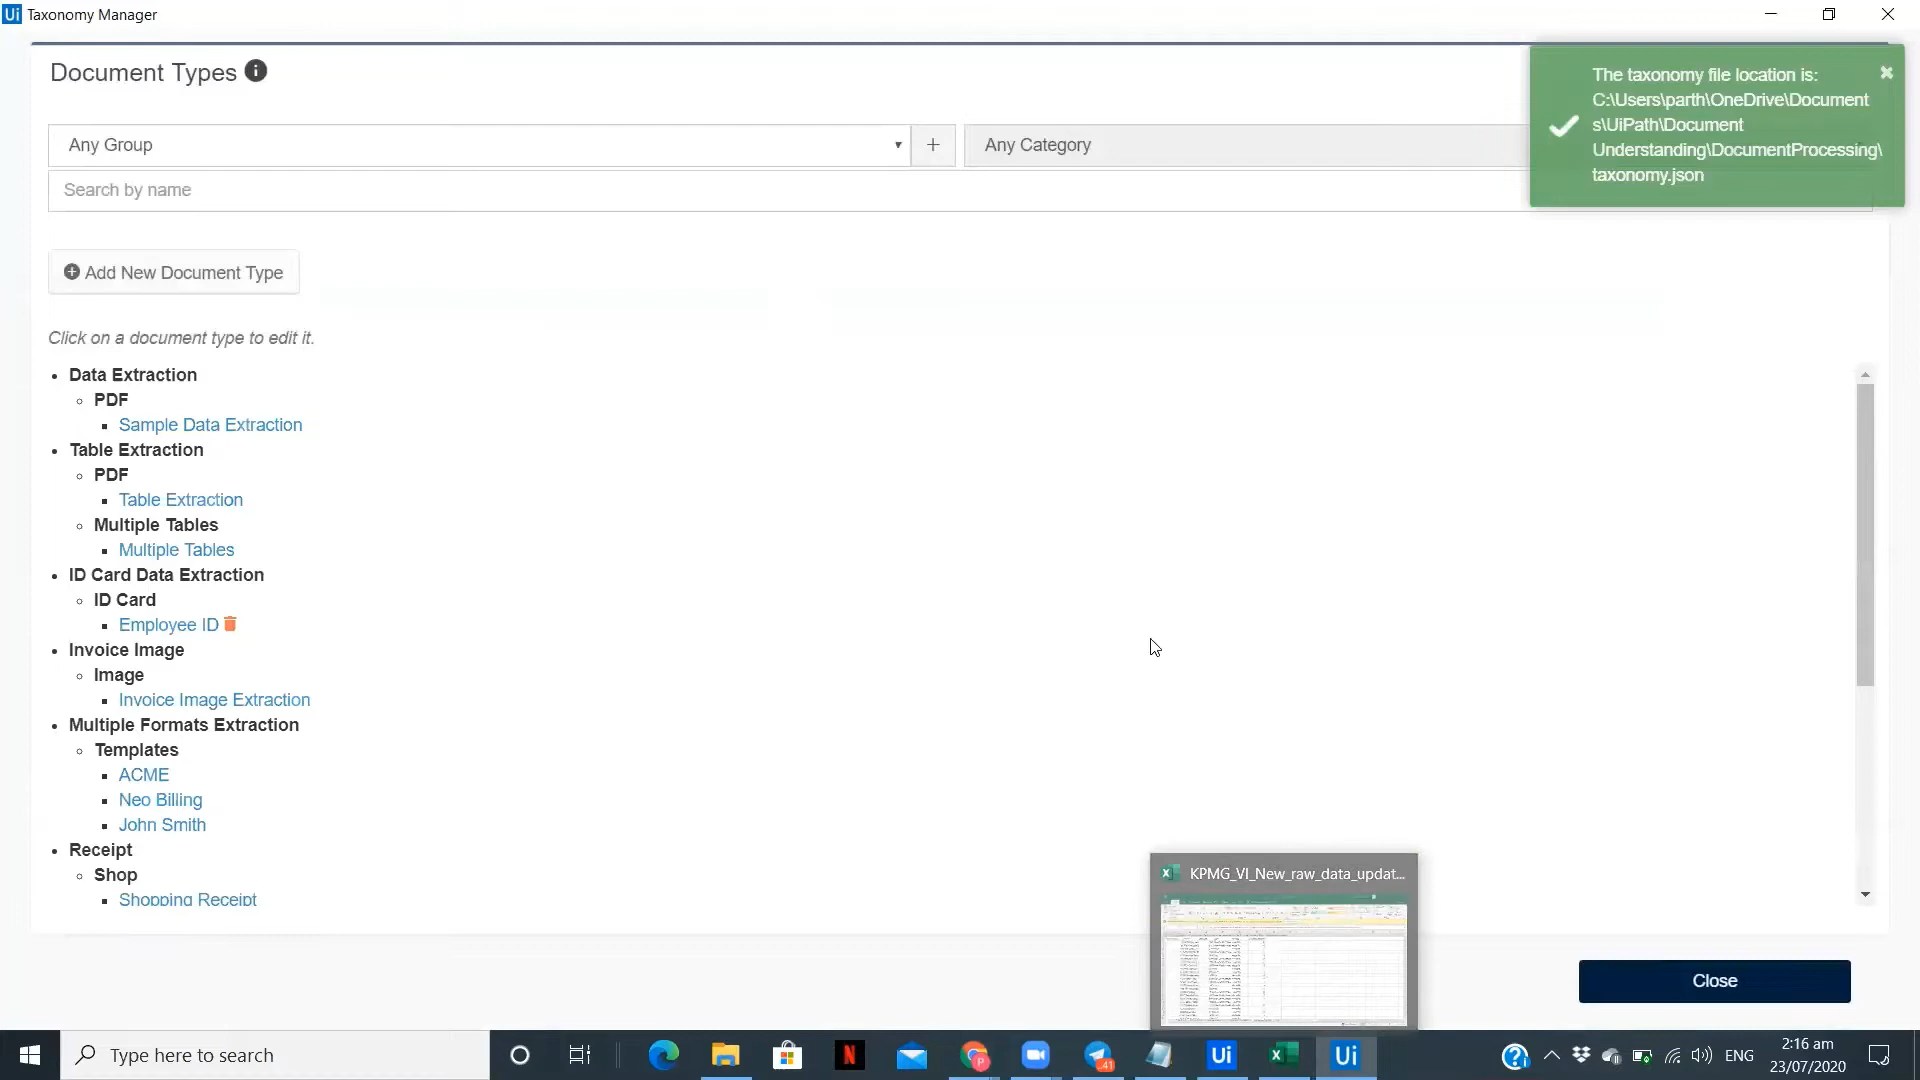 Ui Taxonomy Manager
Document Types
Any Group
+
Any Category
Search by name
The taxonomy file location is:
C:\Users\parth\OneDrive\Document
s\UiPath\Document
Understanding\DocumentProcessing\
taxonomy.json
Add New Document Type
Click on a document type to edit it.
Data Extraction
PDF
Sample Data Extraction
Table Extraction
PDF
Table Extraction
Multiple Tables
Multiple Tables
ID Card Data Extraction
ID Card
Employee ID
Invoice Image
Image
Invoice Image Extraction
Multiple Formats Extraction
Templates
ACME
Neo Billing
John Smith
Receipt
Shop
Shopping Receipt
KPMG_VI_New_raw_data_updat...
Close
Type here to search
N
P
41
Ui
Ui
ENG
2:16 am
23/07/2020